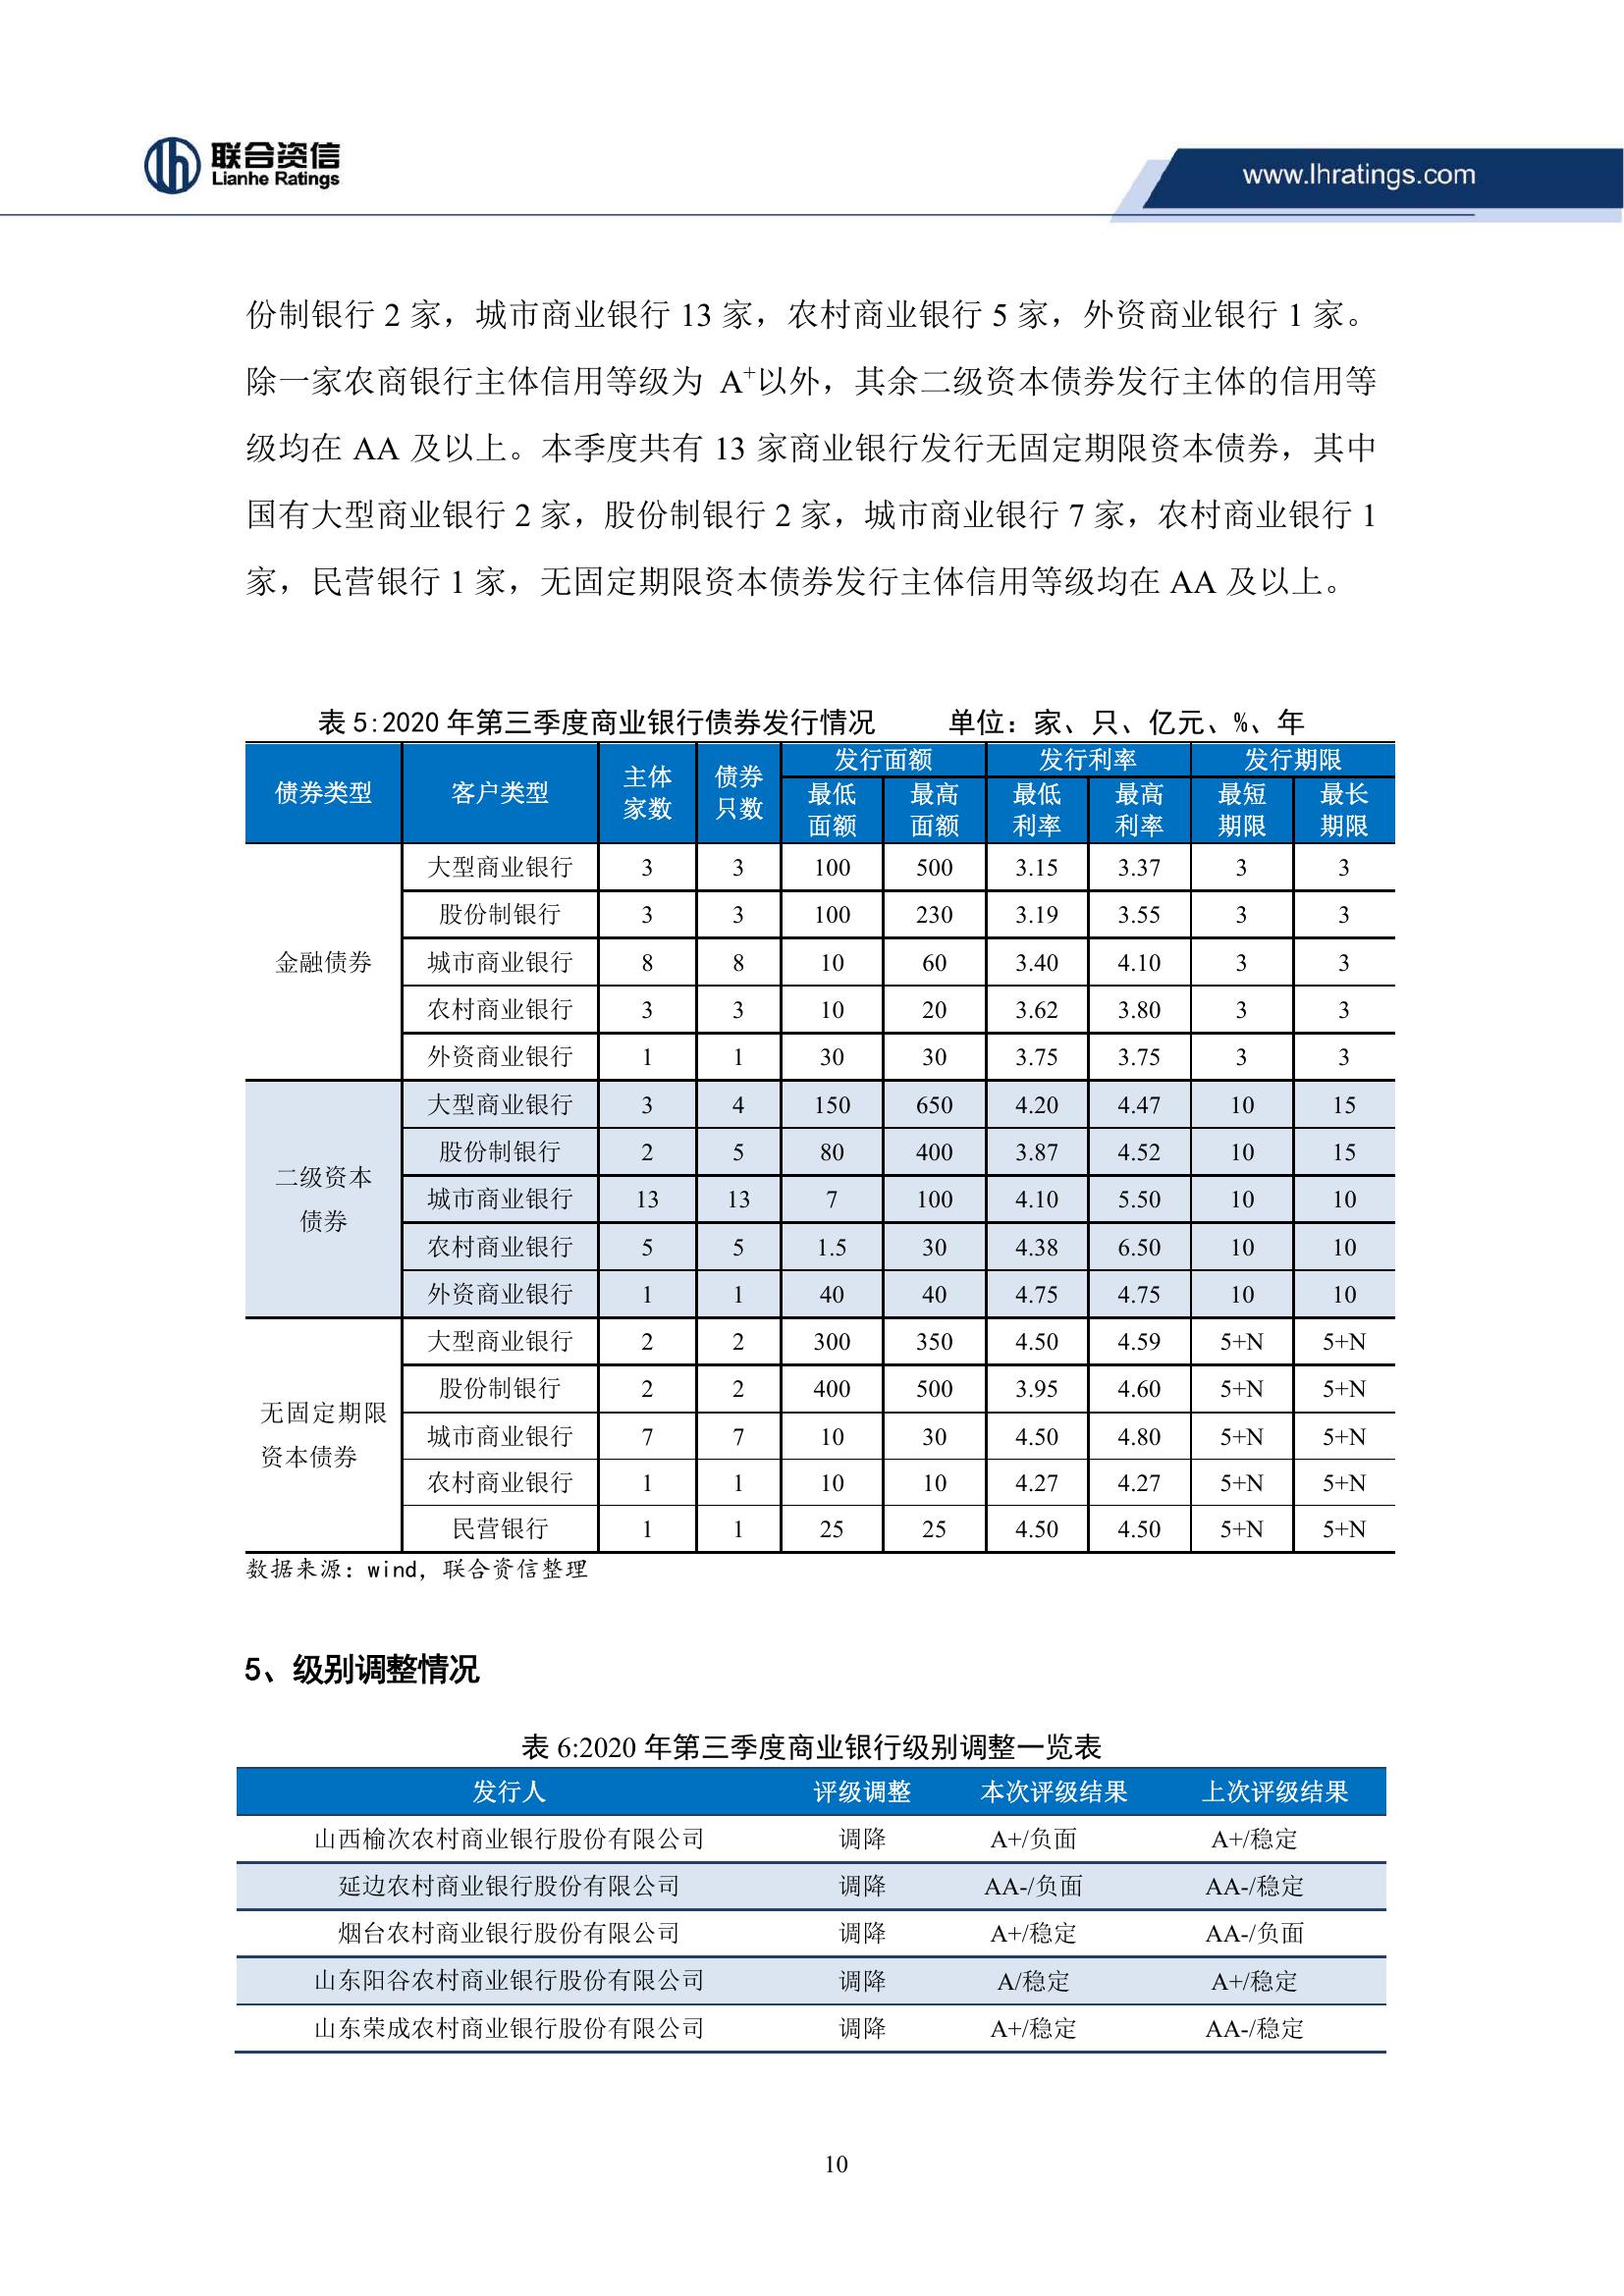 联合资信
Lianhe Ratings
www.lhratings.com
份制银行 2 家，城市商业银行 13 家，农村商业银行 5 家，外资商业银行 1 家。
除一家农商银行主体信用等级为 A+以外，其余二级资本债券发行主体的信用等
级均在 AA 及以上。本季度共有 13 家商业银行发行无固定期限资本债券，其中
国有大型商业银行 2 家，股份制银行 2 家，城市商业银行 7 家，农村商业银行 1
家，民营银行 1 家，无固定期限资本债券发行主体信用等级均在 AA 及以上。
表 5:2020 年第三季度商业银行债券发行情况 单位：家、只、亿元、%、年
债券类型 客户类型 主体家数 债券只数 发行面额 发行利率 发行期限
最低面额 最高面额 最低利率 最高利率 最短期限 最长期限
金融债券
大型商业银行 3 3 100 500 3.15 3.37 3 3
股份制银行 3 3 100 230 3.19 3.55 3 3
城市商业银行 8 8 10 60 3.40 4.10 3 3
农村商业银行 3 3 10 20 3.62 3.80 3 3
外资商业银行 1 1 30 30 3.75 3.75 3 3
二级资本
债券
大型商业银行 3 4 150 650 4.20 4.47 10 15
股份制银行 2 5 80 400 3.87 4.52 10 15
城市商业银行 13 13 7 100 4.10 5.50 10 10
农村商业银行 5 5 1.5 30 4.38 6.50 10 10
外资商业银行 1 1 40 40 4.75 4.75 10 10
无固定期限
资本债券
大型商业银行 2 2 300 350 4.50 4.59 5+N 5+N
股份制银行 2 2 400 500 3.95 4.60 5+N 5+N
城市商业银行 7 7 10 30 4.50 4.80 5+N 5+N
农村商业银行 1 1 10 10 4.27 4.27 5+N 5+N
民营银行 1 1 25 25 4.50 4.50 5+N 5+N
数据来源：wind，联合资信整理
5、级别调整情况
表 6:2020 年第三季度商业银行级别调整一览表
发行人 评级调整 本次评级结果 上次评级结果
山西榆次农村商业银行股份有限公司 调降 A+/负面 A+/稳定
延边农村商业银行股份有限公司 调降 AA-/负面 AA-/稳定
烟台农村商业银行股份有限公司 调降 A+/稳定 AA-/负面
山东阳谷农村商业银行股份有限公司 调降 A/稳定 A+/稳定
山东荣成农村商业银行股份有限公司 调降 A+/稳定 AA-/稳定
10